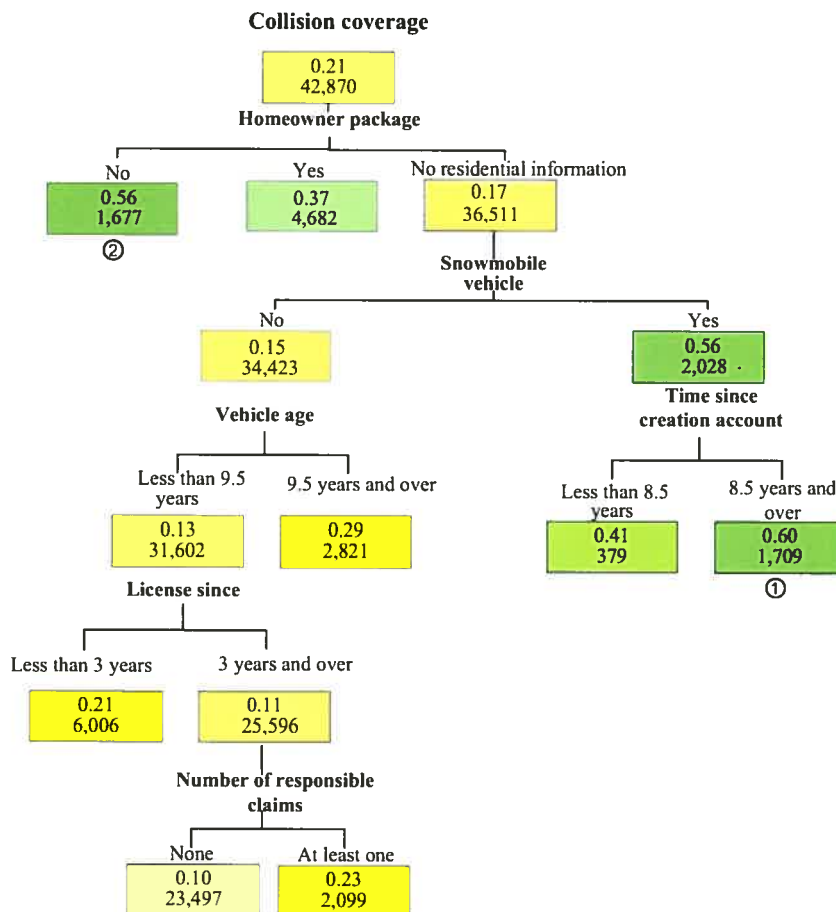 Collision coverage
0.21
42,870
Homeowner package
No
Yes
No residential information
0.56
1,677
0.37
4,682
0.17
36,511
②
Snowmobile
vehicle
No
Yes
0.15
34,423
0.56
2,028
Vehicle age
Time since
creation account
Less than 9.5
years
9.5 years and over
Less than 8.5
years
8.5 years and
over
0.13
31,602
0.29
2,821
0.41
379
0.60
1,709
①
License since
Less than 3 years
3 years and over
0.21
6,006
0.11
25,596
Number of responsible
claims
None
At least one
0.10
23,497
0.23
2,099